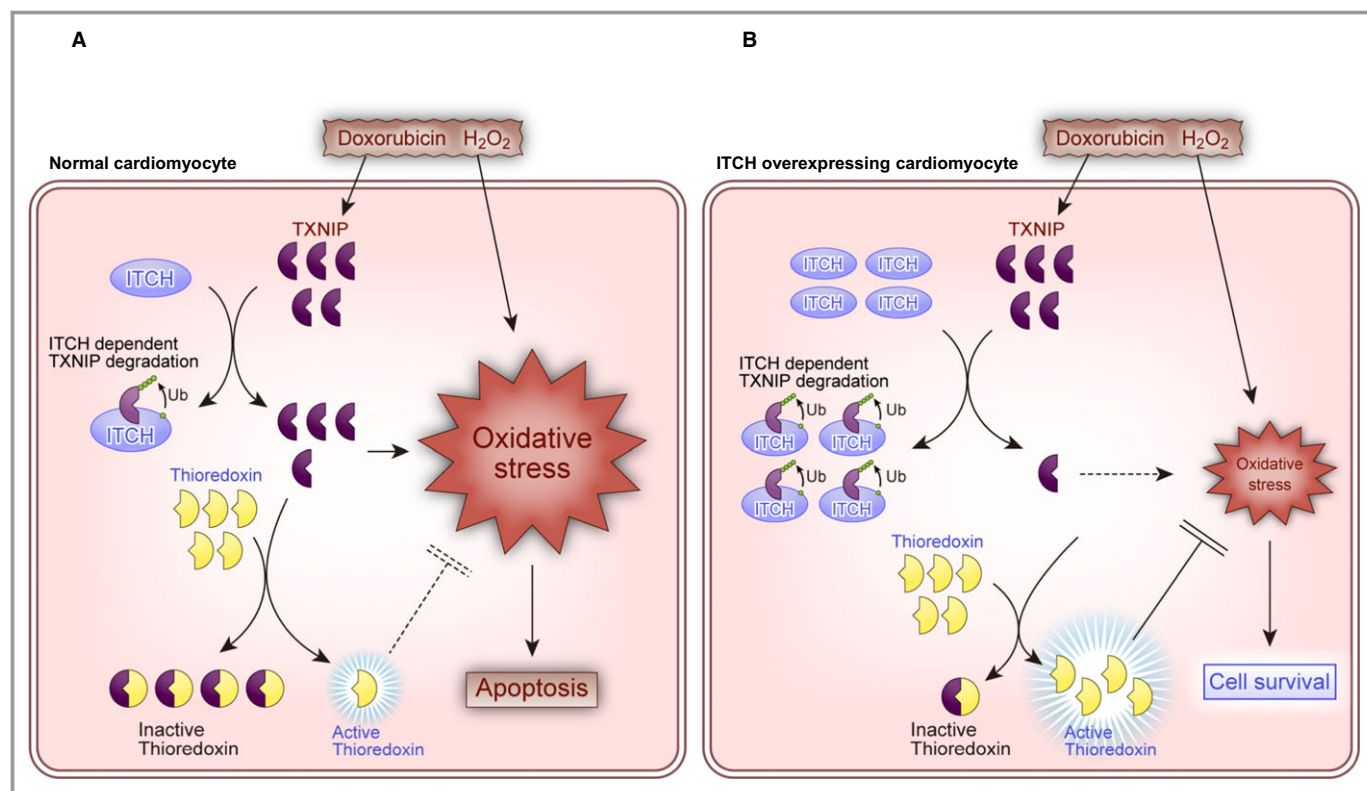 A
Doxorubicin H₂O₂
Normal cardiomyocyte
TXNIP
ITCH
ITCH dependent
TXNIP degradation
Ub
ITCH
Oxidative
stress
Thioredoxin
Apoptosis
Inactive
Thioredoxin
Active
Thioredoxin
B
Doxorubicin H₂O₂
ITCH overexpressing cardiomyocyte
TXNIP
ITCH ITCH
ITCH ITCH
ITCH dependent
TXNIP degradation
Ub Ub
ITCH ITCH
Ub Ub
ITCH ITCH
Oxidative
stress
Thioredoxin
Cell survival
Inactive
Thioredoxin
Active
Thioredoxin